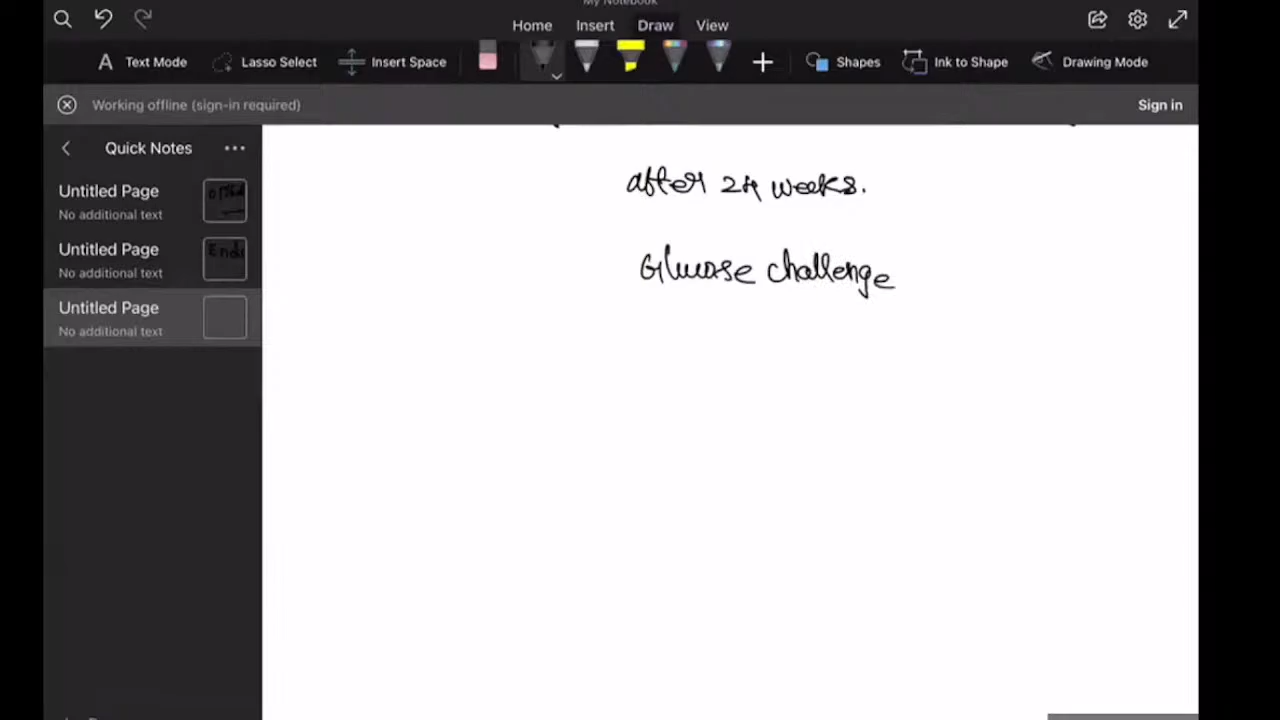 My Notebook
Home Insert Draw View
Text Mode Lasso Select Insert Space Shapes Ink to Shape Drawing Mode
Working offline (sign-in required) Sign in
Quick Notes
Untitled Page
No additional text
Untitled Page
No additional text
Untitled Page
No additional text
after 24 weeks.
Glucose challenge